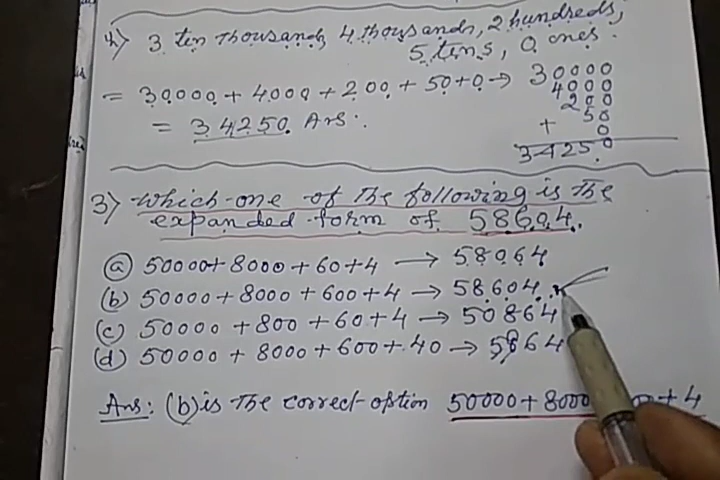 h) 3 ten thousands, 4 thousands, 2 hundreds,
5 tens, 0 ones.
= 30000 + 4000 + 200 + 50 + 0 → 30000
4000
200
50
+ 0
= 34250 Ans. 34250
3) Which one of the following is the
expanded form of 58604.
(a) 50000 + 8000 + 60 + 4 → 58064
(b) 50000 + 8000 + 600 + 4 → 58604
(c) 50000 + 800 + 60 + 4 → 50864
(d) 50000 + 8000 + 600 + 40 → 5864
Ans: (b) is the correct option 50000 + 8000 + 4